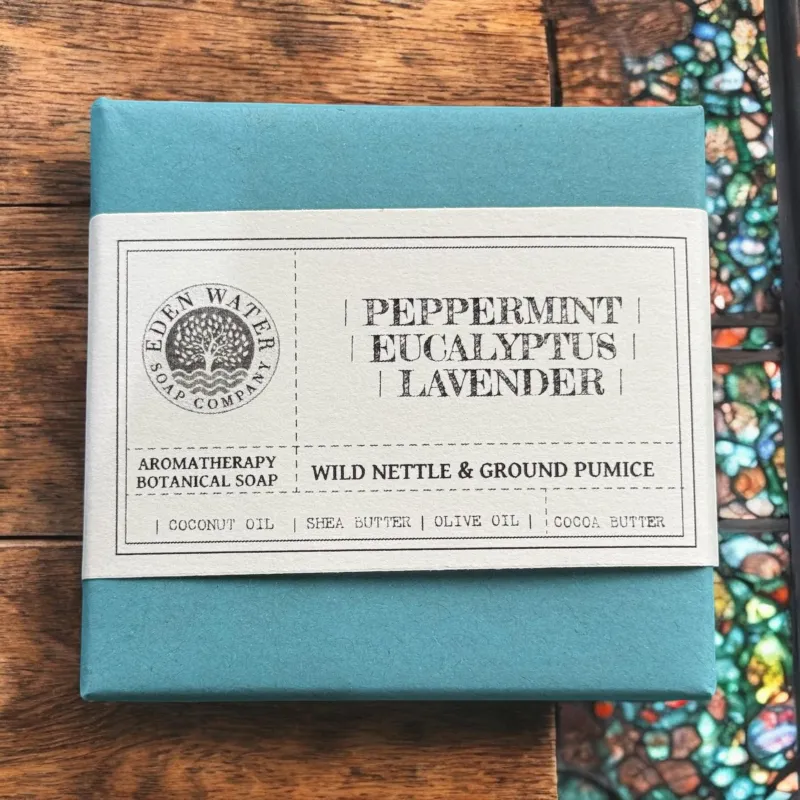 EDEN WATER
SOAP COMPANY
| PEPPERMINT |
| EUCALYPTUS |
| LAVENDER |
AROMATHERAPY
BOTANICAL SOAP
WILD NETTLE & GROUND PUMICE
| COCONUT OIL | SHEA BUTTER | OLIVE OIL | COCOA BUTTER